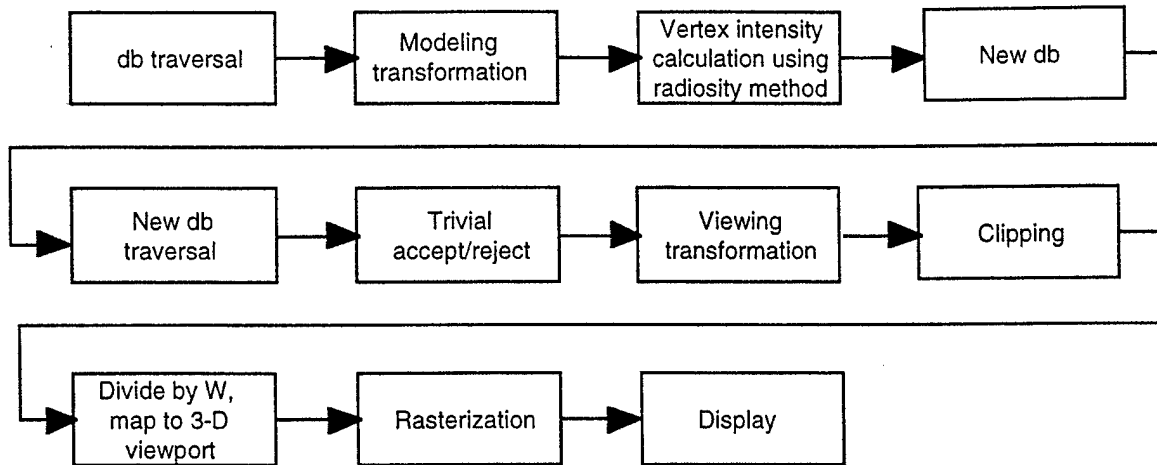 db traversal
Modeling
transformation
Vertex intensity
calculation using
radiosity method
New db
New db
traversal
Trivial
accept/reject
Viewing
transformation
Clipping
Divide by W,
map to 3-D
viewport
Rasterization
Display